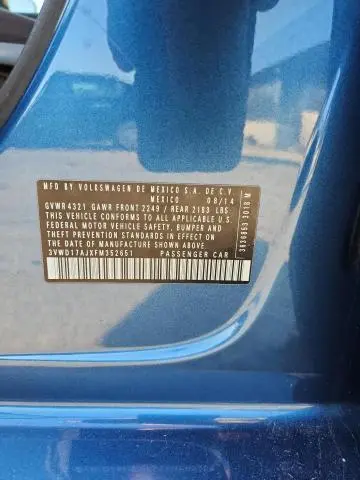 MFD BY VOLKSWAGEN DE MEXICO S.A. DE C.V.
MEXICO 08/14
GVWR4321 GAWR FRONT 2249 / REAR 2183 LBS
THIS VEHICLE CONFORMS TO ALL APPLICABLE U.S.
FEDERAL MOTOR VEHICLE SAFETY, BUMPER AND
THEFT PREVENTION STANDARDS IN EFFECT ON THE
DATE OF MANUFACTURE SHOWN ABOVE
3VWD17AJXFM352651 PASSENGER CAR